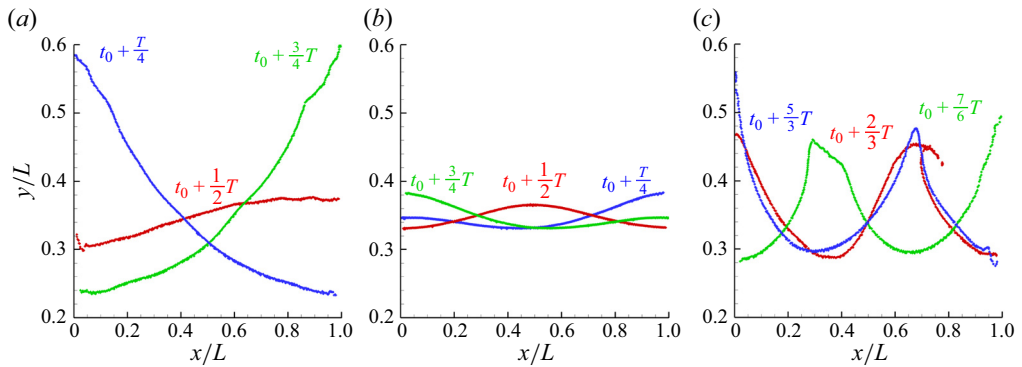 (a)
0.6
0.5
0.4
0.3
0.2
y/L
0 0.2 0.4 0.6 0.8 1.0
x/L
t₀ + T/4
t₀ + 3/4 T
t₀ + 1/2 T
(b)
0.6
0.5
0.4
0.3
0.2
0 0.2 0.4 0.6 0.8 1.0
x/L
t₀ + 3/4 T
t₀ + 1/2 T
t₀ + T/4
(c)
0.6
0.5
0.4
0.3
0.2
0 0.2 0.4 0.6 0.8 1.0
x/L
t₀ + 5/3 T
t₀ + 2/3 T
t₀ + 7/6 T